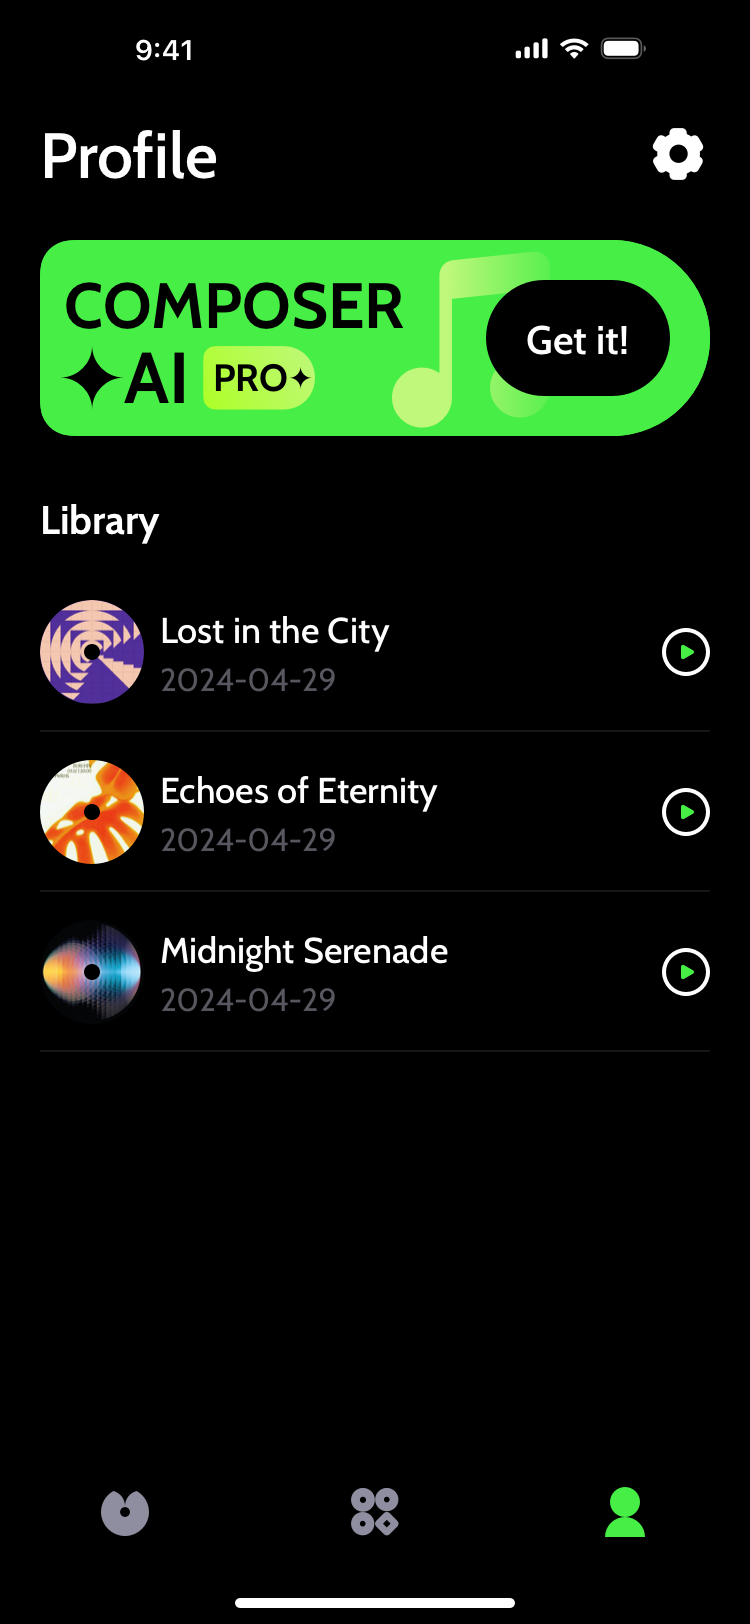 9:41
Profile
COMPOSER
AI PRO
Get it!
Library
Lost in the City
2024-04-29
Echoes of Eternity
2024-04-29
Midnight Serenade
2024-04-29